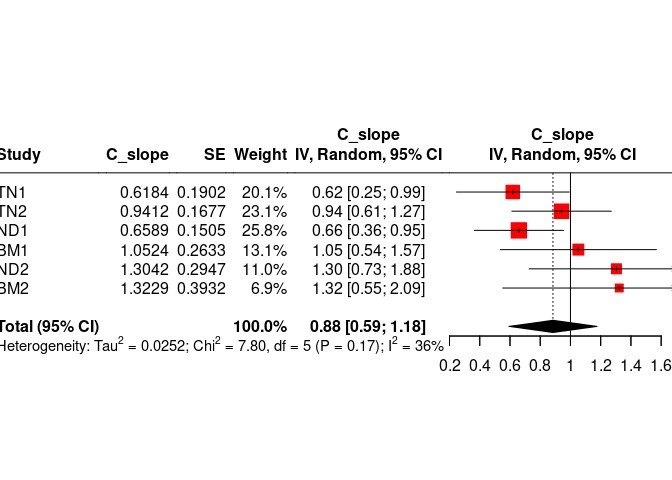 C_slope C_slope
Study C_slope SE Weight IV, Random, 95% CI IV, Random, 95% CI
TN1 0.6184 0.1902 20.1% 0.62 [0.25; 0.99]
TN2 0.9412 0.1677 23.1% 0.94 [0.61; 1.27]
ND1 0.6589 0.1505 25.8% 0.66 [0.36; 0.95]
BM1 1.0524 0.2633 13.1% 1.05 [0.54; 1.57]
ND2 1.3042 0.2947 11.0% 1.30 [0.73; 1.88]
BM2 1.3229 0.3932 6.9% 1.32 [0.55; 2.09]
Total (95% CI) 100.0% 0.88 [0.59; 1.18]
Heterogeneity: Tau² = 0.0252; Chi² = 7.80, df = 5 (P = 0.17); I² = 36%
0.2 0.4 0.6 0.8 1 1.2 1.4 1.6